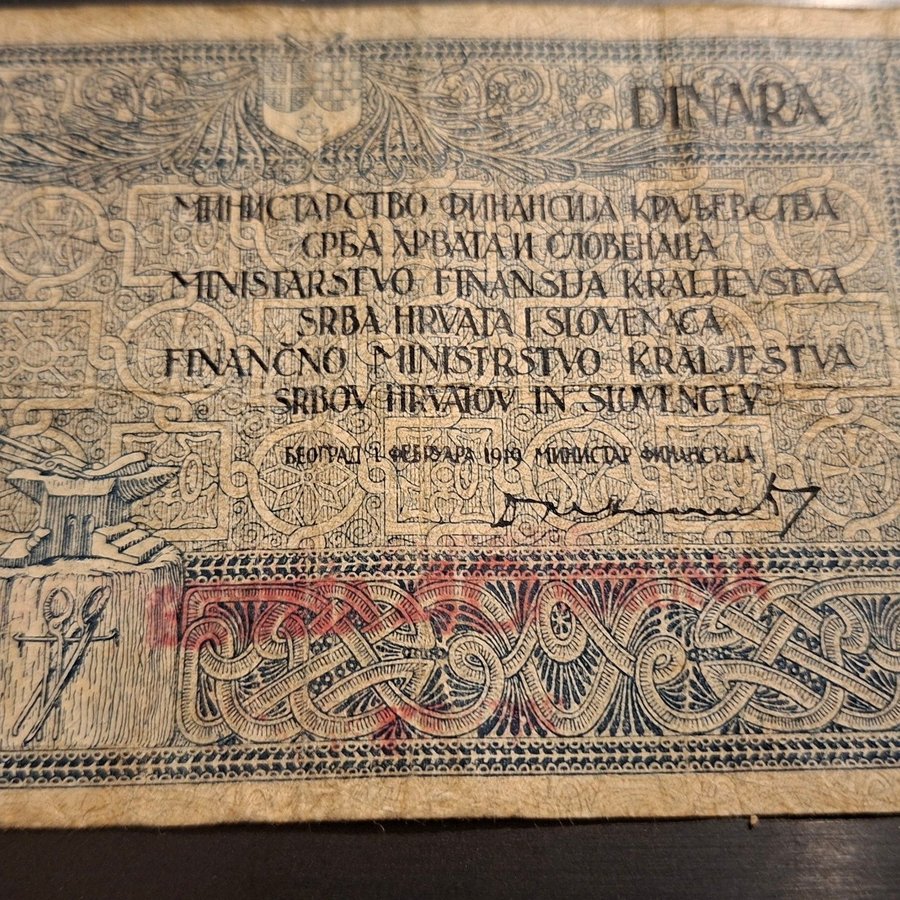 DINARA
МИНИСТАРСТВО ФИНАНСИЈА КРАЉЕВСТВА
СРБА ХРВАТА И СЛОВЕНАЦА
MINISTARSTVO FINANSIJA KRALJEVSTVA
SRBA HRVATA I SLOVENACA
FINANČNO MINISTRSTVO KRALJESTVA
SRBOV HRVATOV IN SLOVENCEV
БЕОГРАД 1. ФЕБРУАРА 1919 МИНИСТАР ФИНАНСИЈА